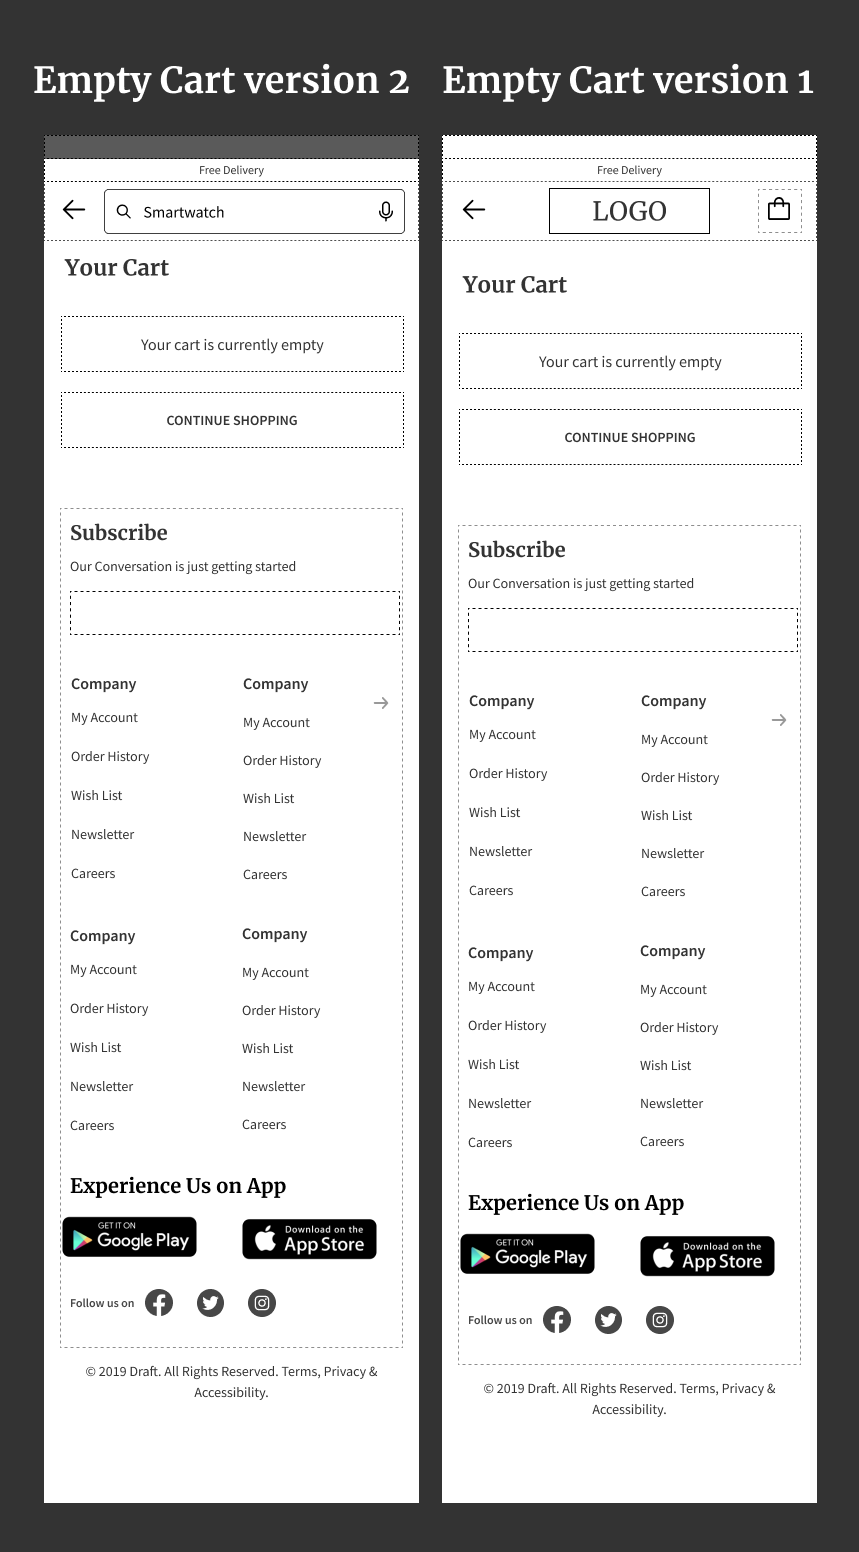 Empty Cart version 2
Free Delivery
Smartwatch
Your Cart
Your cart is currently empty
CONTINUE SHOPPING
Subscribe
Our Conversation is just getting started
Company
My Account
Order History
Wish List
Newsletter
Careers
Company
My Account
Order History
Wish List
Newsletter
Careers
Company
My Account
Order History
Wish List
Newsletter
Careers
Company
My Account
Order History
Wish List
Newsletter
Careers
Experience Us on App
GET IT ON
Google Play
Download on the
App Store
Follow us on
© 2019 Draft. All Rights Reserved. Terms, Privacy &
Accessibility.
Empty Cart version 1
Free Delivery
LOGO
Your Cart
Your cart is currently empty
CONTINUE SHOPPING
Subscribe
Our Conversation is just getting started
Company
My Account
Order History
Wish List
Newsletter
Careers
Company
My Account
Order History
Wish List
Newsletter
Careers
Company
My Account
Order History
Wish List
Newsletter
Careers
Company
My Account
Order History
Wish List
Newsletter
Careers
Experience Us on App
GET IT ON
Google Play
Download on the
App Store
Follow us on
© 2019 Draft. All Rights Reserved. Terms, Privacy &
Accessibility.